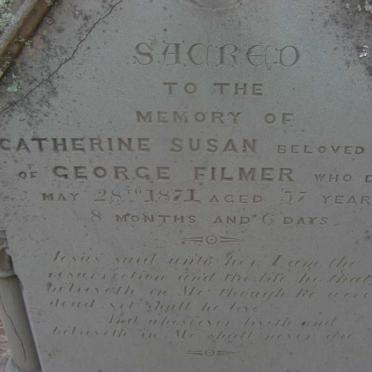 SACRED
TO THE
MEMORY OF
CATHERINE SUSAN BELOVED
OF GEORGE FILMER WHO D
MAY 28TH 1871 AGED 57 YEAR
8 MONTHS AND 6 DAYS
Jesus said unto her I am the
resurrection and the life he that
believeth in Me though he were
dead yet shall he live
And whosoever liveth and
believeth in Me shall never die